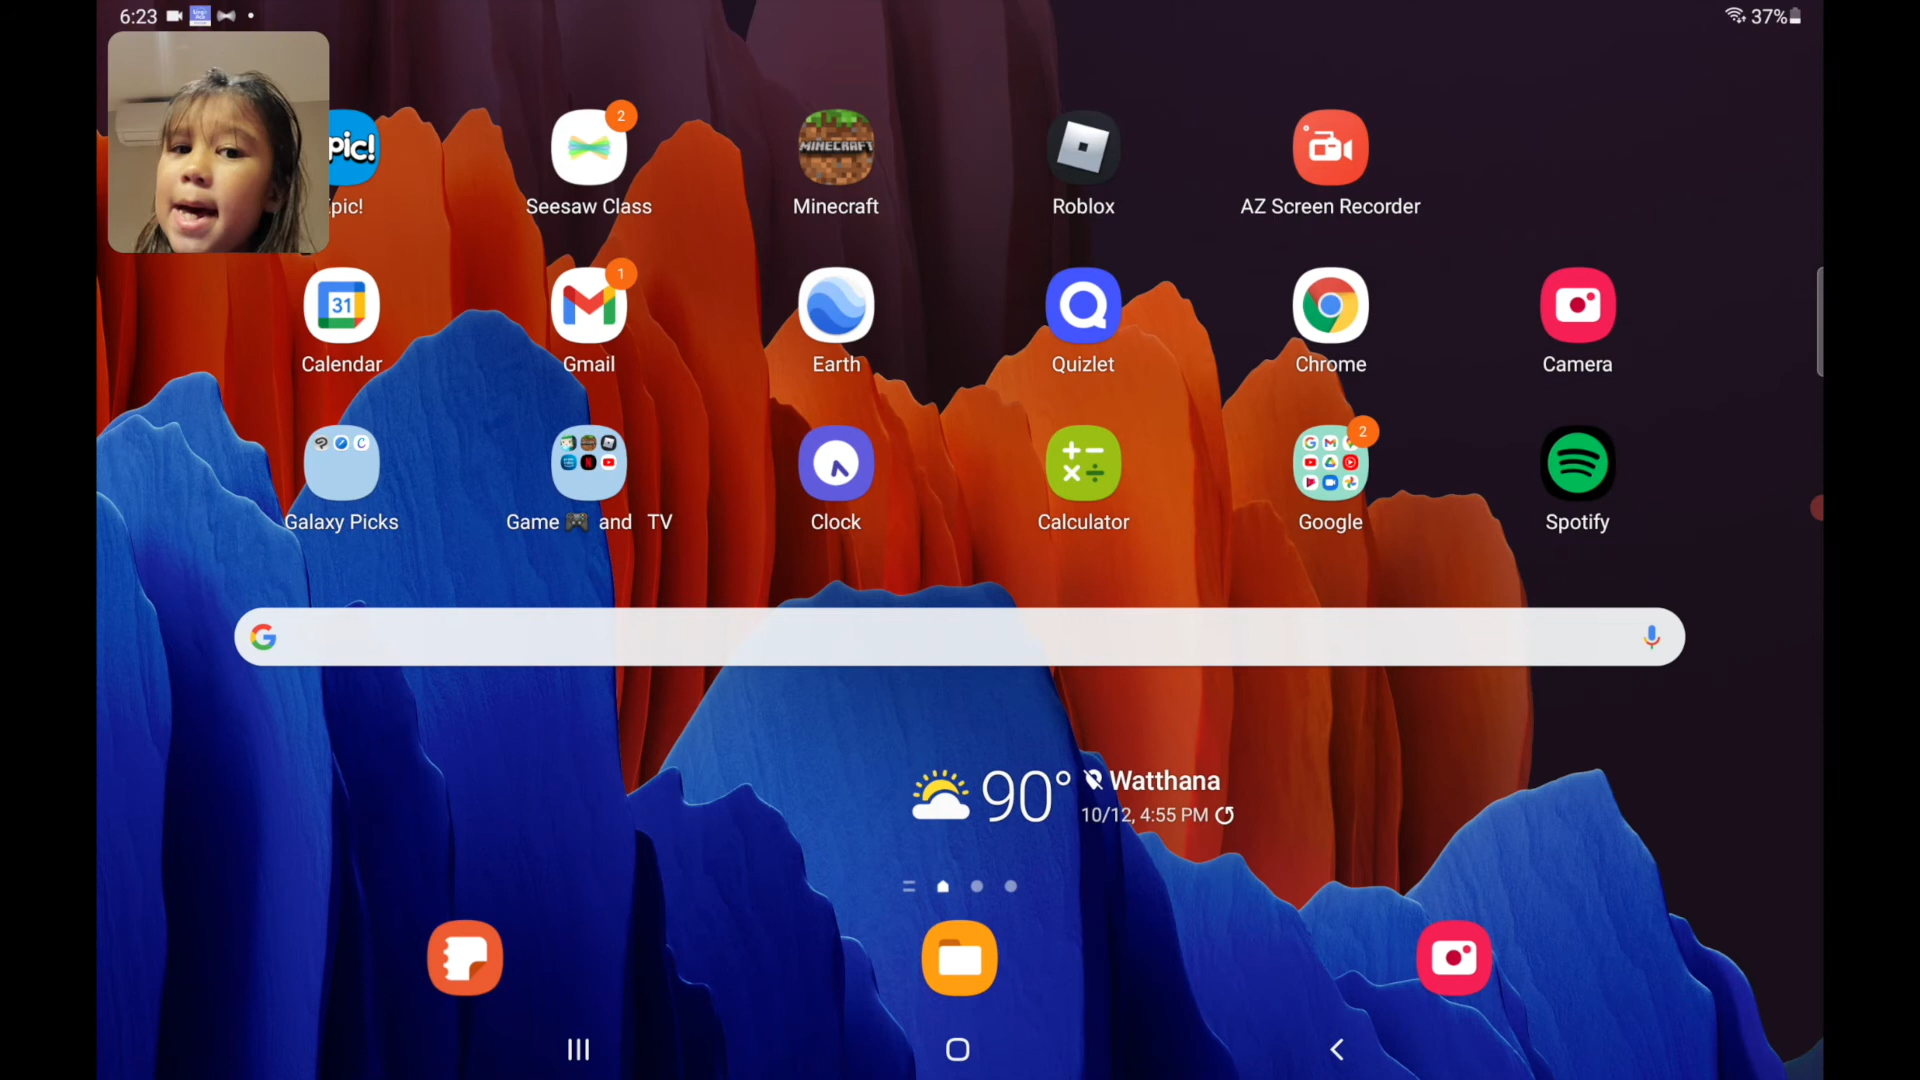 6:23
37%
pic!
Epic!
2
Seesaw Class
MINECRAFT
Minecraft
Roblox
AZ Screen Recorder
31
Calendar
1
Gmail
Earth
Quizlet
Chrome
Camera
Galaxy Picks
Game 🎮 and TV
Clock
Calculator
2
Google
Spotify
90° Watthana
10/12, 4:55 PM